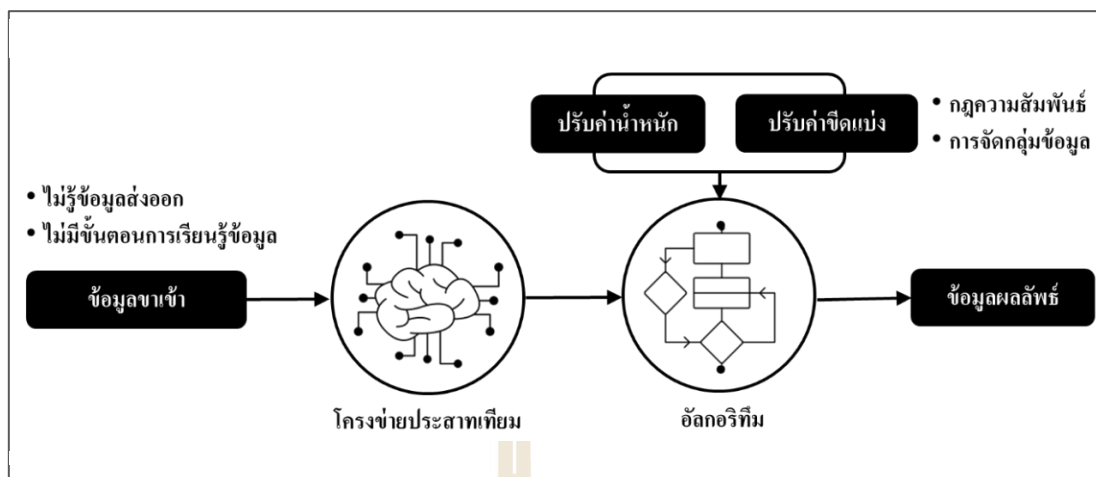 ปรับค่าน้ำหนัก
ปรับค่าขีดแบ่ง
• กฎความสัมพันธ์
• การจัดกลุ่มข้อมูล
• ไม่รู้ข้อมูลส่งออก
• ไม่มีขั้นตอนการเรียนรู้ข้อมูล
ข้อมูลขาเข้า
ข้อมูลผลลัพธ์
โครงข่ายประสาทเทียม
อัลกอริทึม